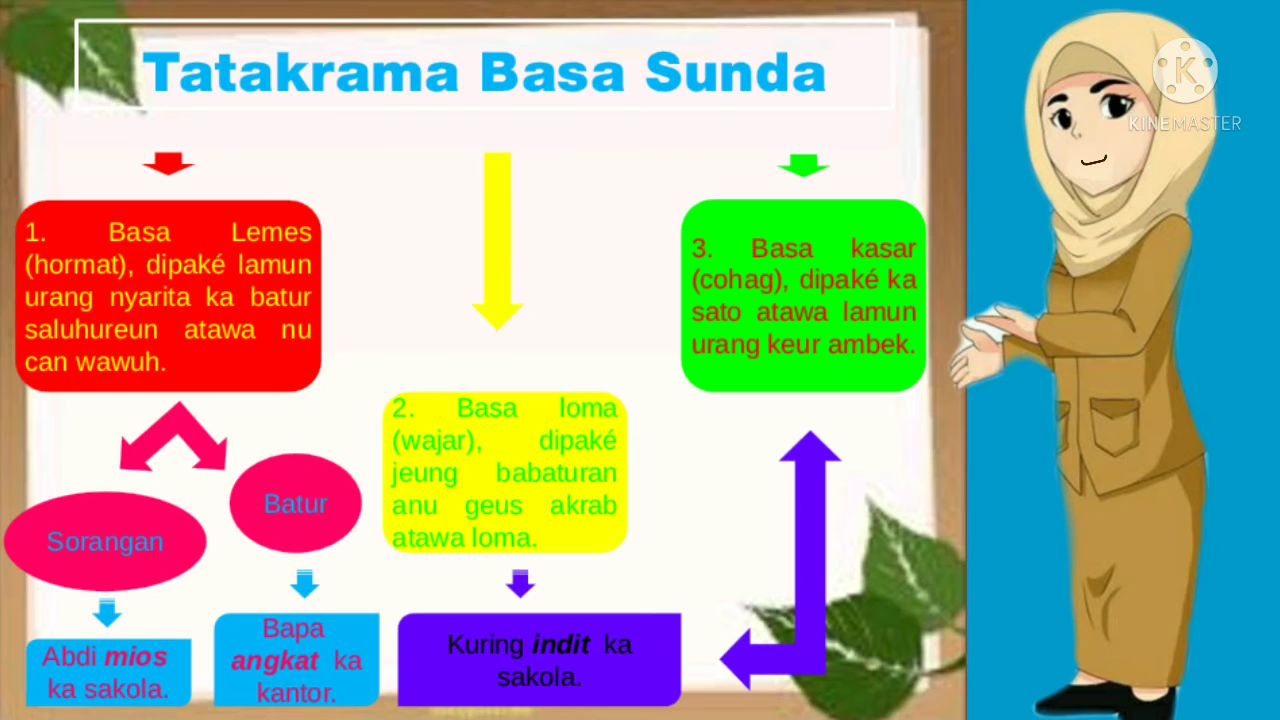 Tatakrama Basa Sunda
1. Basa Lemes
(hormat), dipaké lamun
urang nyarita ka batur
saluhureun atawa nu
can wawuh.
Sorangan
Abdi mios
ka sakola.
Batur
Bapa
angkat ka
kantor.
2. Basa loma
(wajar), dipaké
jeung babaturan
anu geus akrab
atawa loma.
Kuring indit ka
sakola.
3. Basa kasar
(cohag), dipaké ka
sato atawa lamun
urang keur ambek.
K
KINEMASTER